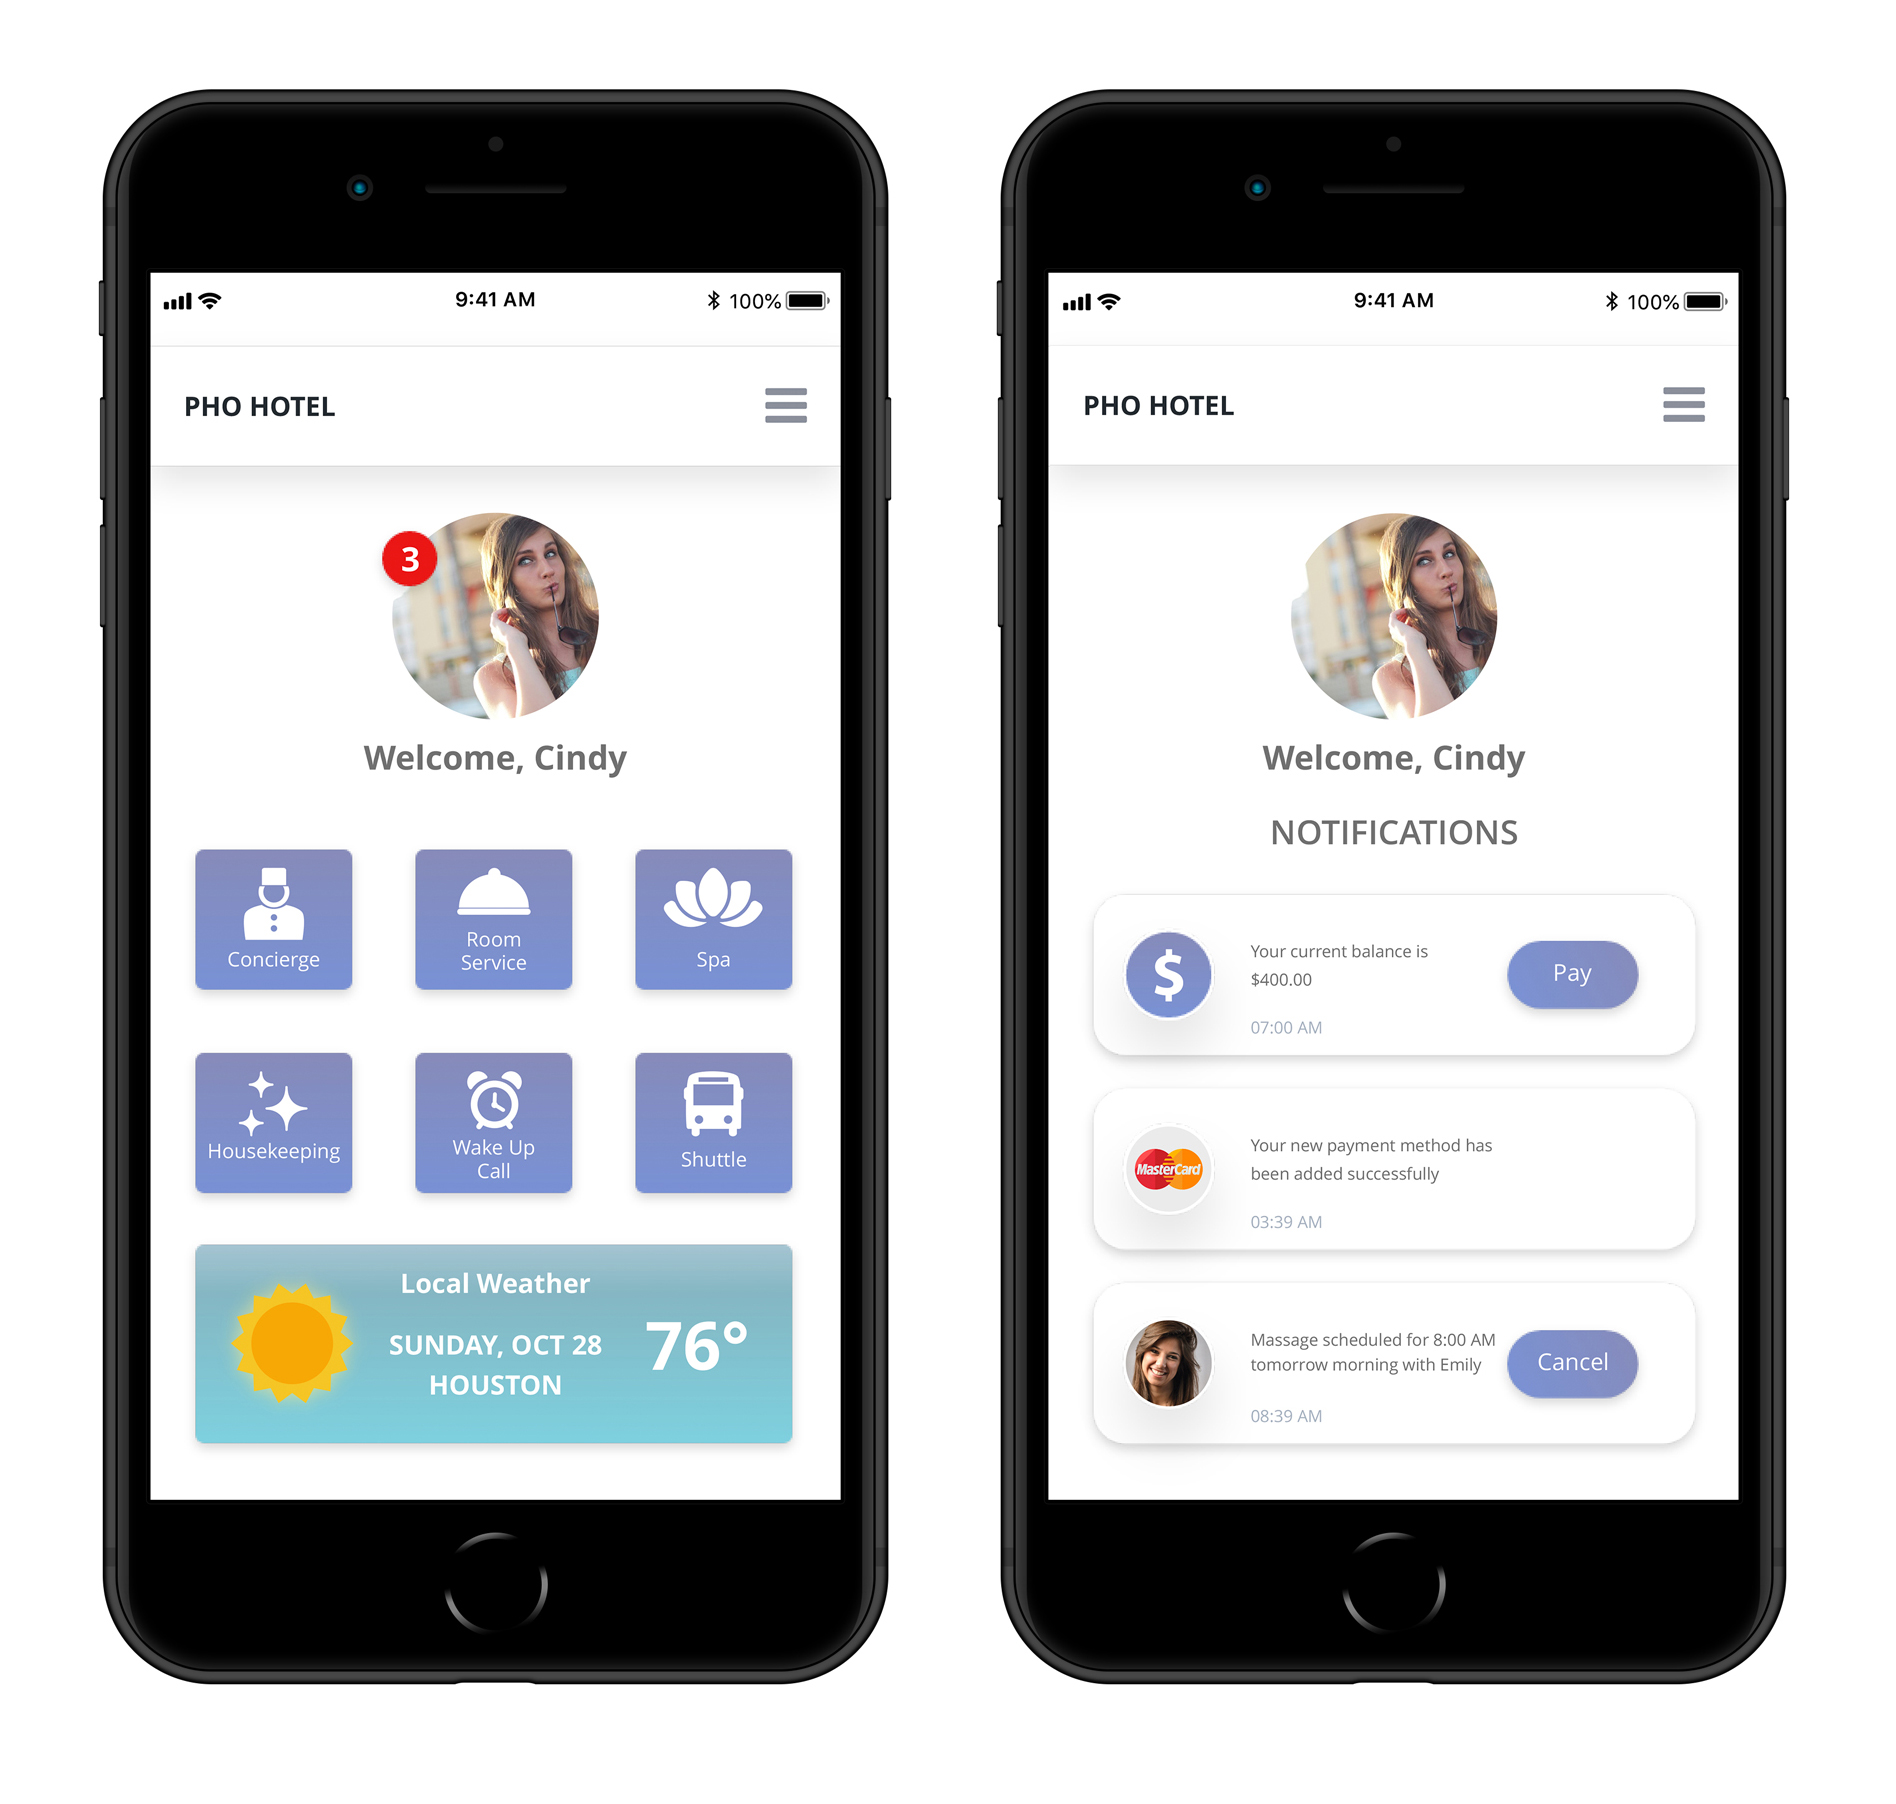 9:41 AM
100%
PHO HOTEL
3
Welcome, Cindy
Concierge
Room
Service
Spa
Housekeeping
Wake Up
Call
Shuttle
Local Weather
SUNDAY, OCT 28
HOUSTON
76°
9:41 AM
100%
PHO HOTEL
Welcome, Cindy
NOTIFICATIONS
$
Your current balance is
$400.00
07:00 AM
Pay
MasterCard
Your new payment method has
been added successfully
03:39 AM
Massage scheduled for 8:00 AM
tomorrow morning with Emily
08:39 AM
Cancel